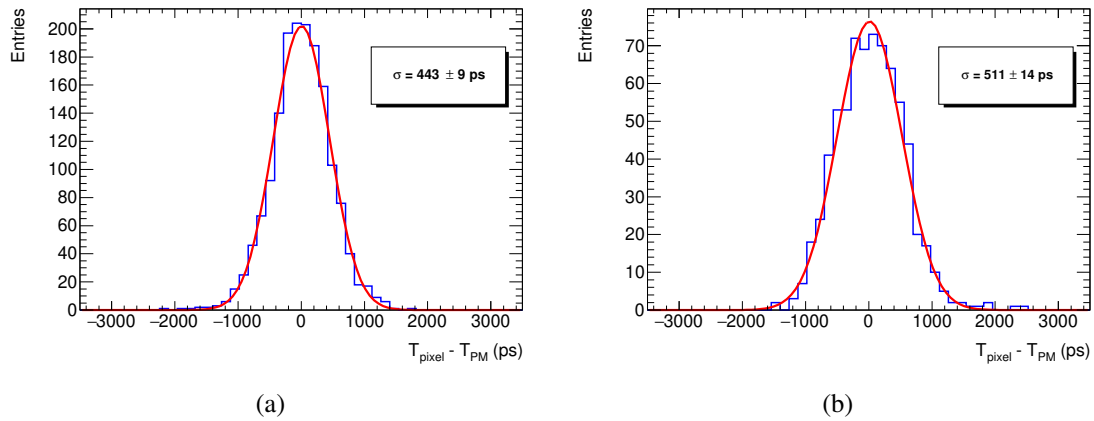 Entries
200
180
160
140
120
100
80
60
40
20
0
σ = 443 ± 9 ps
−3000 −2000 −1000 0 1000 2000 3000
T_pixel - T_PM (ps)
(a)
Entries
70
60
50
40
30
20
10
0
σ = 511 ± 14 ps
−3000 −2000 −1000 0 1000 2000 3000
T_pixel - T_PM (ps)
(b)